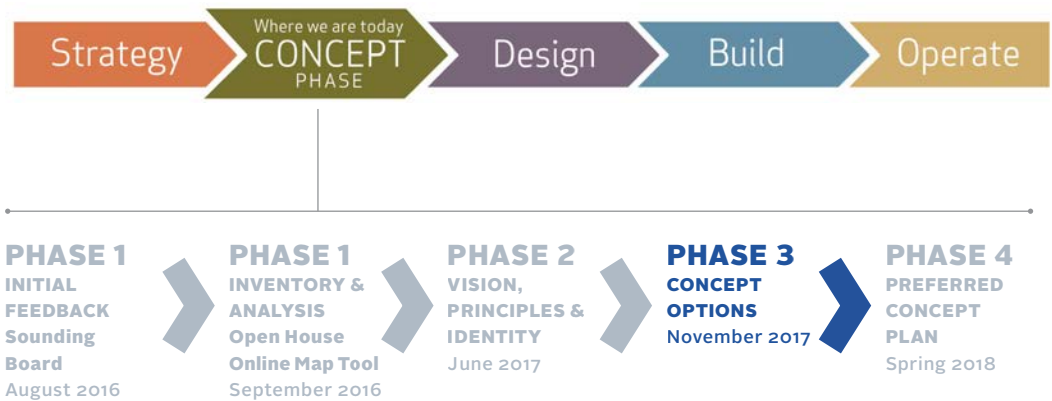 Strategy
Where we are today
CONCEPT
PHASE
Design
Build
Operate
PHASE 1
INITIAL
FEEDBACK
Sounding
Board
August 2016
PHASE 1
INVENTORY &
ANALYSIS
Open House
Online Map Tool
September 2016
PHASE 2
VISION,
PRINCIPLES &
IDENTITY
June 2017
PHASE 3
CONCEPT
OPTIONS
November 2017
PHASE 4
PREFERRED
CONCEPT
PLAN
Spring 2018